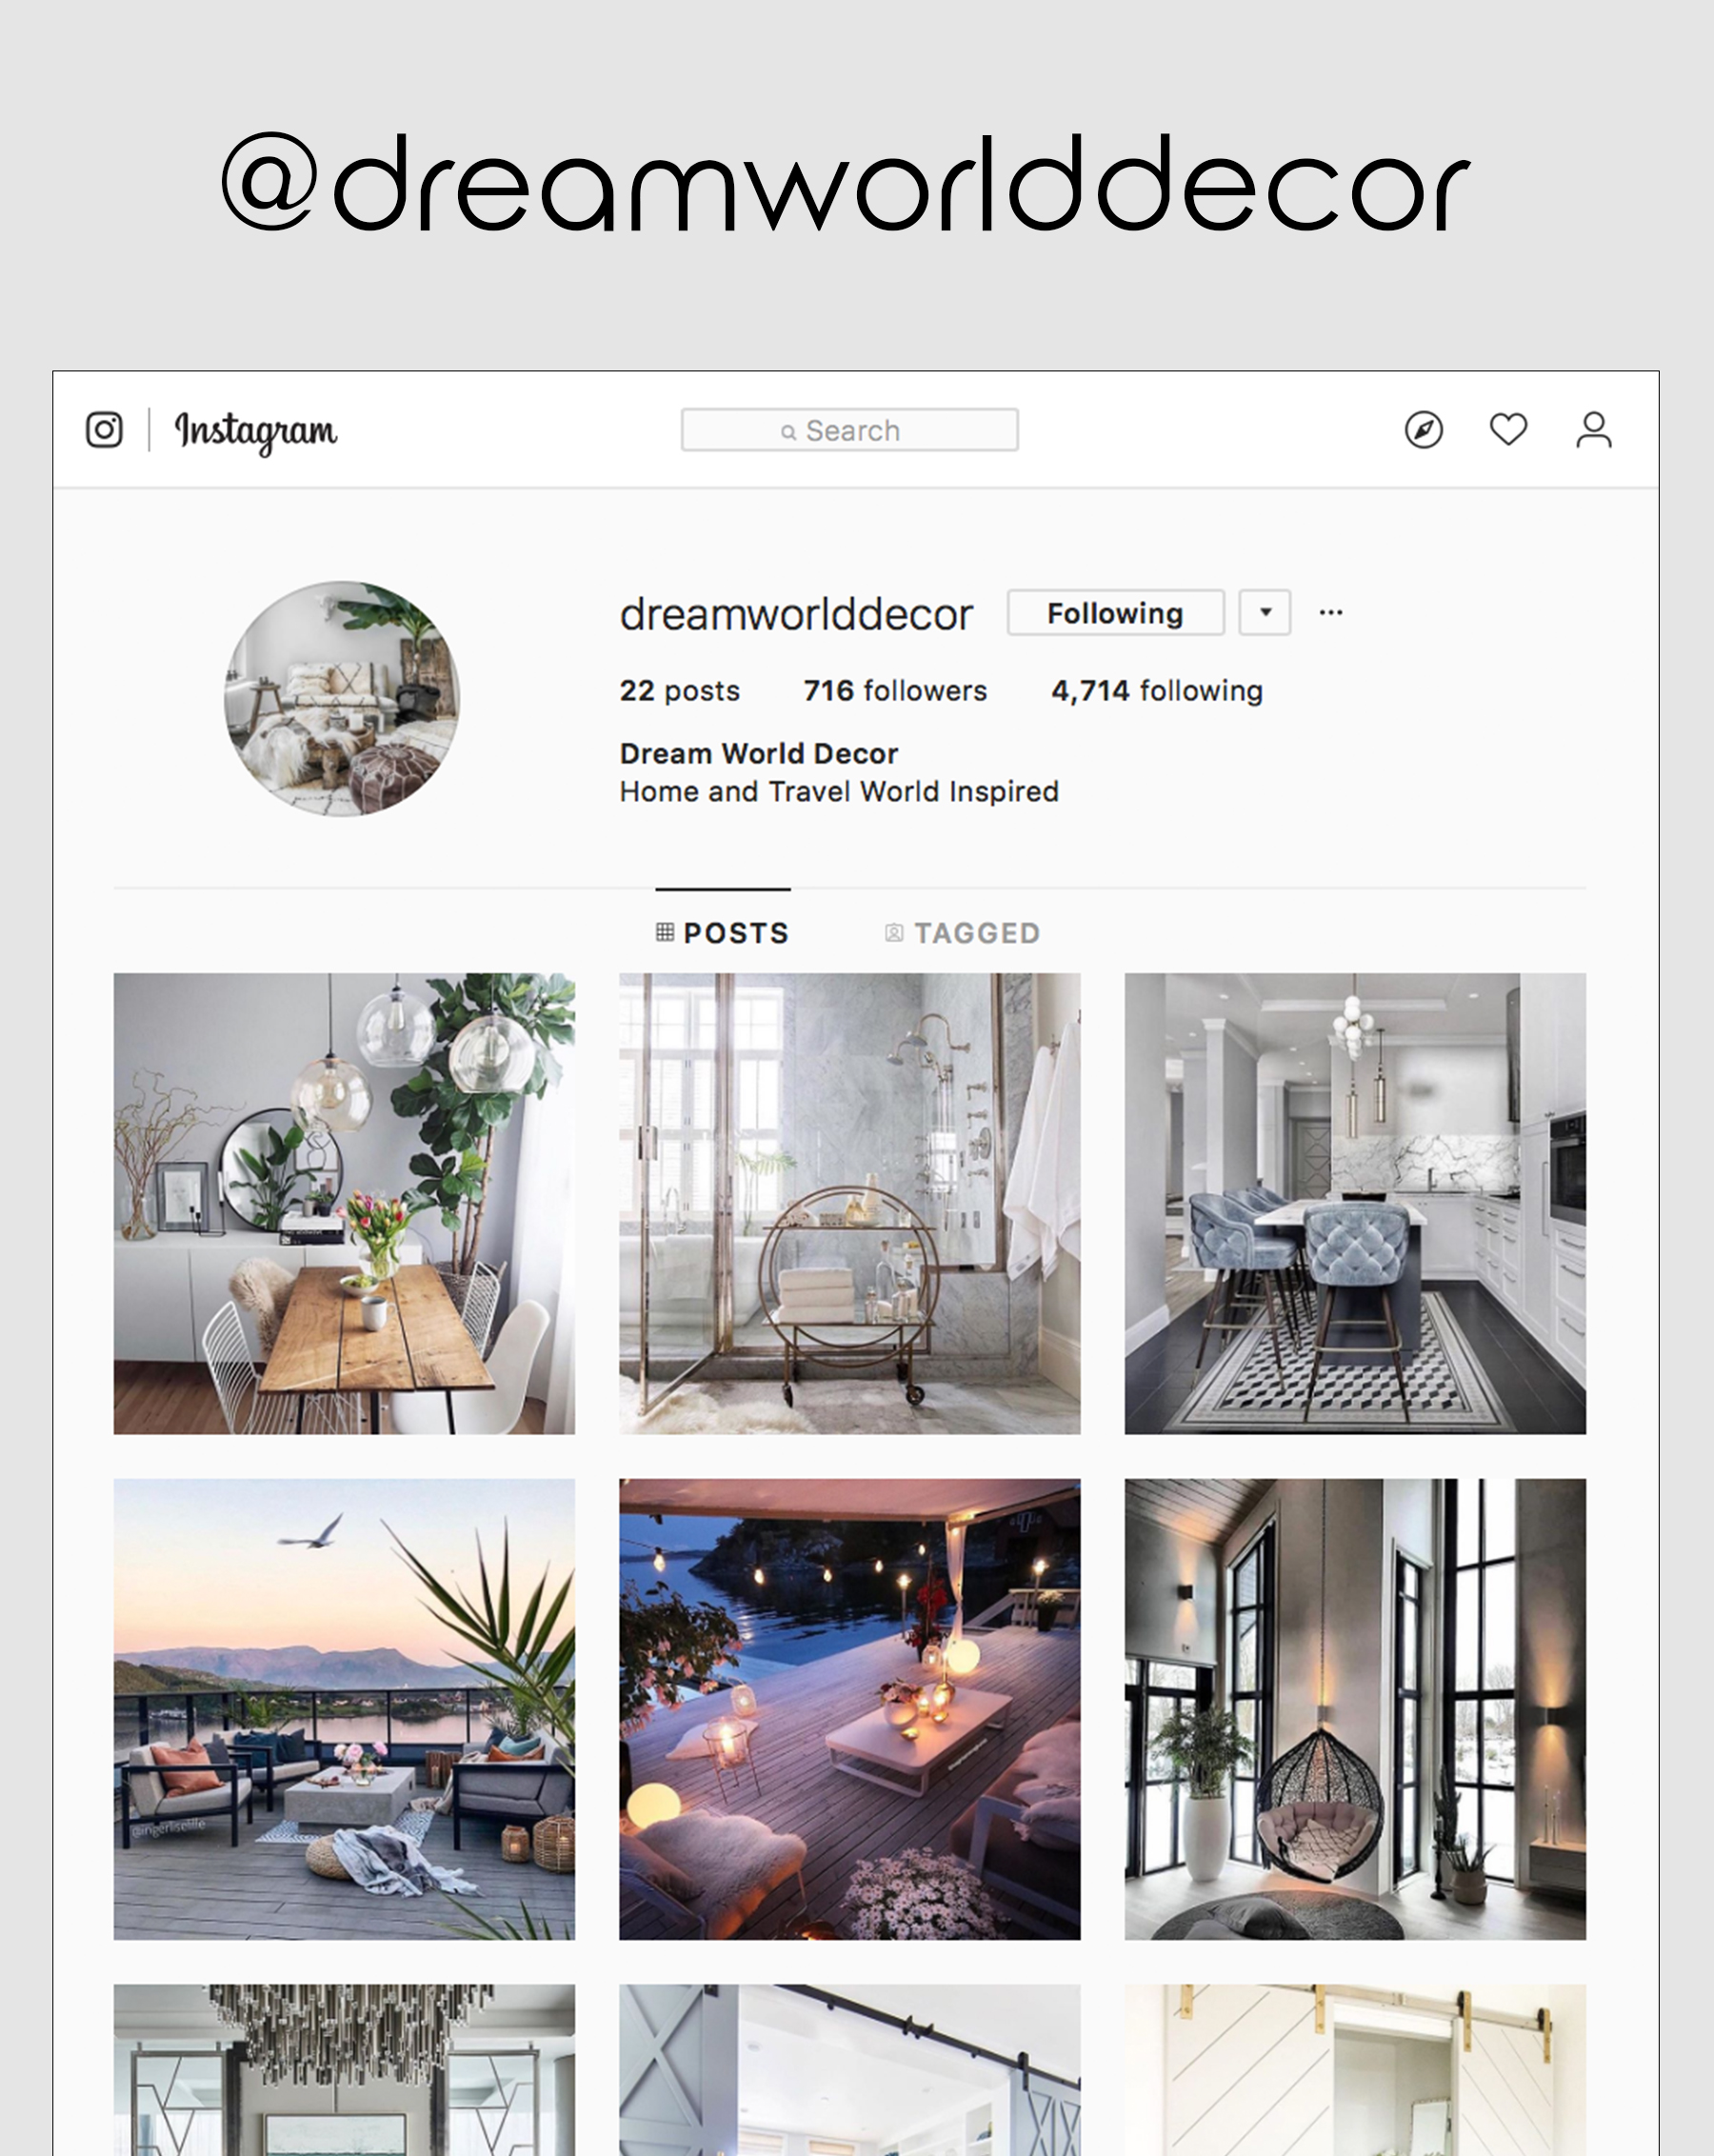 @dreamworlddecor
Instagram
Search
dreamworlddecor Following
22 posts 716 followers 4,714 following
Dream World Decor
Home and Travel World Inspired
POSTS TAGGED
@ingerliselille